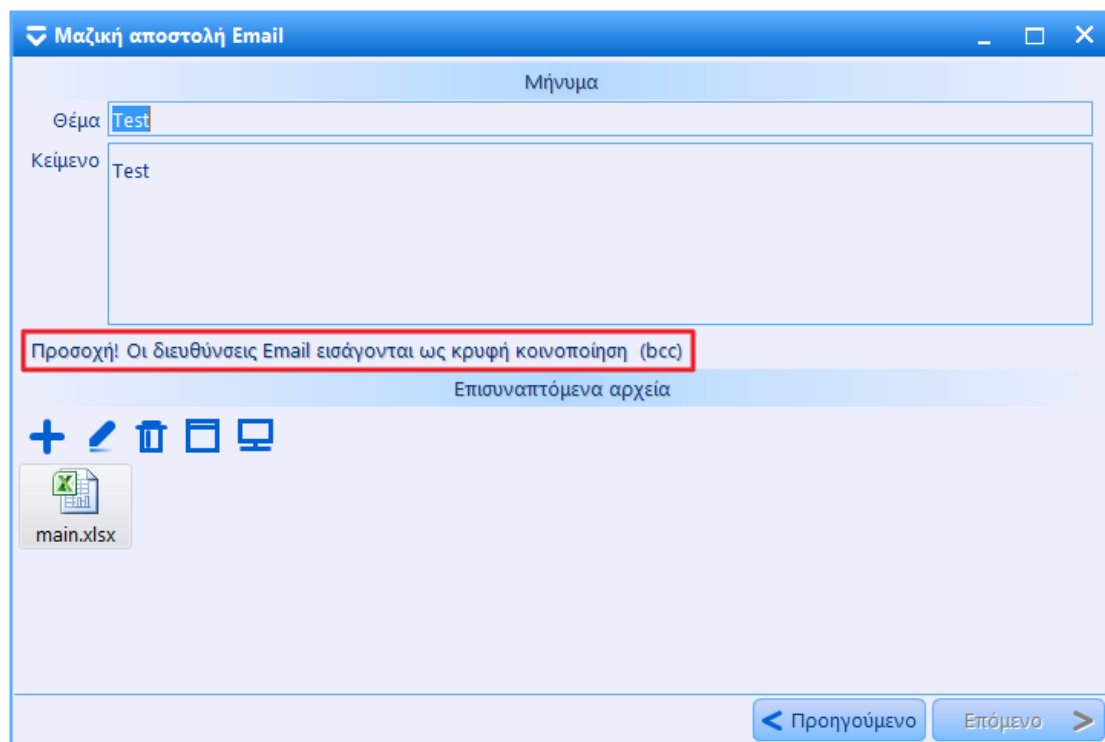 Μαζική αποστολή Email
Μήνυμα
Θέμα Test
Κείμενο Test
Προσοχή! Οι διευθύνσεις Email εισάγονται ως κρυφή κοινοποίηση (bcc)
Επισυναπτόμενα αρχεία
main.xlsx
Προηγούμενο Επόμενο